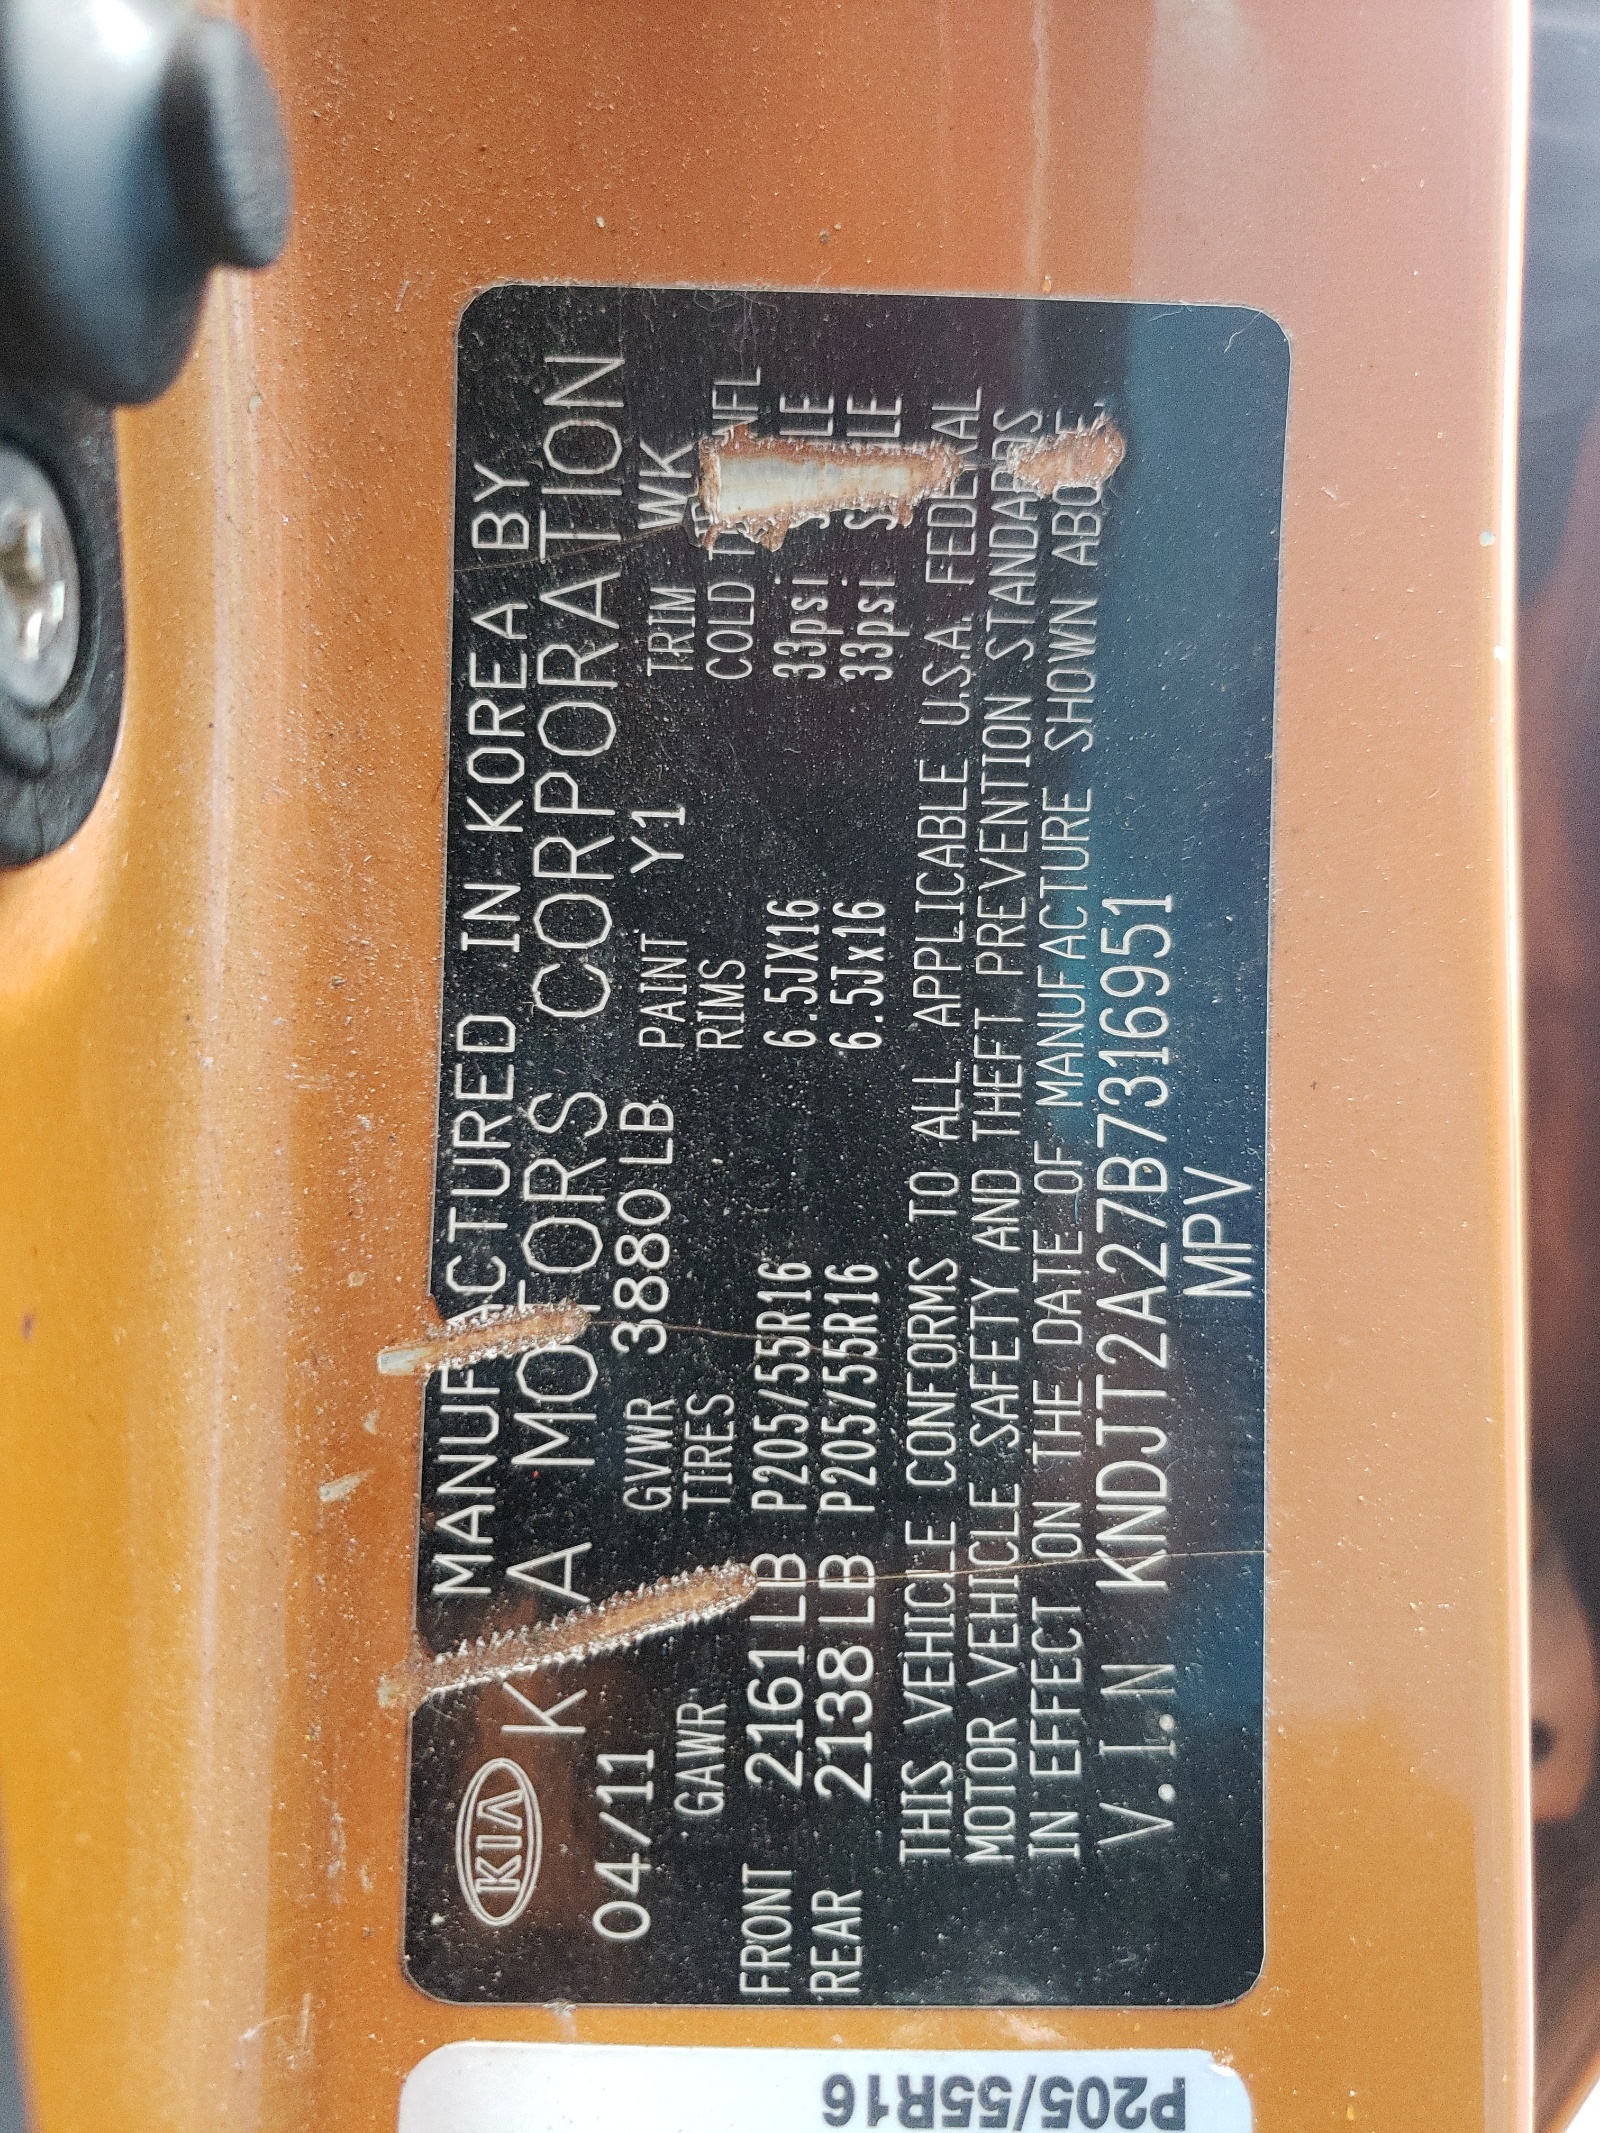 KIA MANUFACTURED IN KOREA BY
KIA MOTORS CORPORATION
04/11 GVWR 3880 LB PAINT Y1 TRIM WK
GAWR TIRES RIMS COLD INFL
FRONT 2161 LB P205/55R16 6.5JX16 33psi
REAR 2138 LB P205/55R16 6.5Jx16 33psi
THIS VEHICLE CONFORMS TO ALL APPLICABLE U.S.A. FEDERAL
MOTOR VEHICLE SAFETY AND THEFT PREVENTION STANDARDS
IN EFFECT ON THE DATE OF MANUFACTURE SHOWN ABOVE.
V.I.N KNDJT2A27B7316951
MPV
P205/55R16